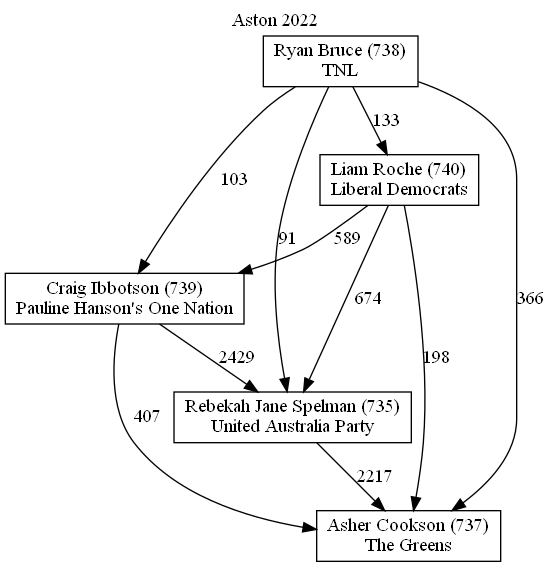 Aston 2022
Ryan Bruce (738)
TNL
133
Liam Roche (740)
Liberal Democrats
103
91
589
Craig Ibbotson (739)
Pauline Hanson's One Nation
674
366
2429
198
Rebekah Jane Spelman (735)
United Australia Party
407
2217
Asher Cookson (737)
The Greens